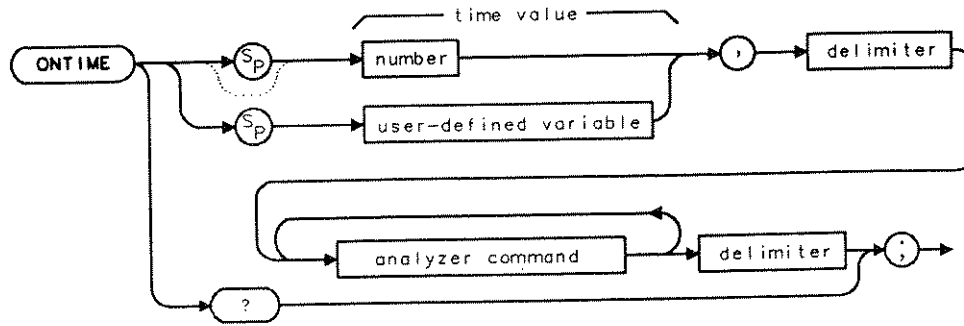 time value
ONTIME
Sp
number
,
delimiter
Sp
user-defined variable
analyzer command
delimiter
;
?